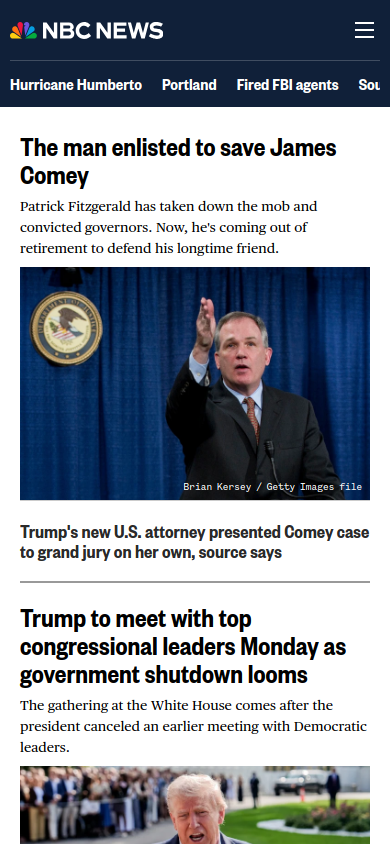 NBC NEWS
Hurricane Humberto Portland Fired FBI agents Sou
The man enlisted to save James
Comey
Patrick Fitzgerald has taken down the mob and
convicted governors. Now, he's coming out of
retirement to defend his longtime friend.
Brian Kersey / Getty Images file
Trump's new U.S. attorney presented Comey case
to grand jury on her own, source says
Trump to meet with top
congressional leaders Monday as
government shutdown looms
The gathering at the White House comes after the
president canceled an earlier meeting with Democratic
leaders.